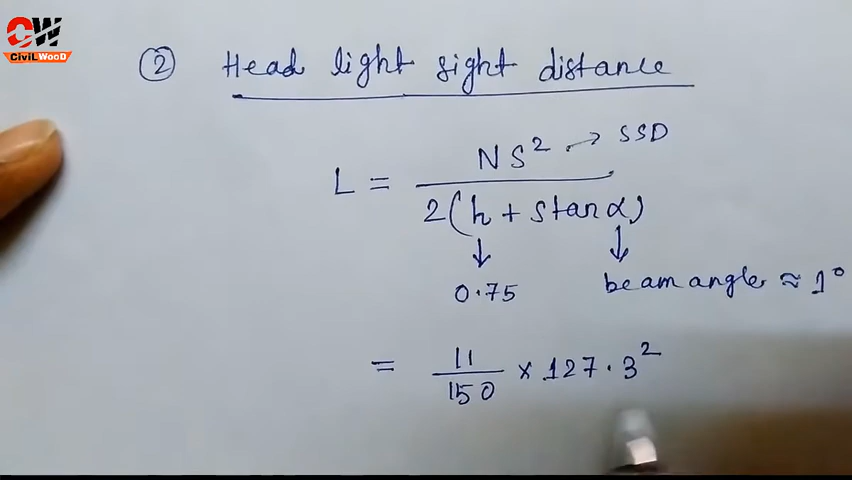 CW
CIVIL WOOD
② Head light sight distance
L = NS² → SSD
2(h + Stanα)
↓ ↓
0.75 beam angle ≈ 1°
= 11/150 × 127.3²